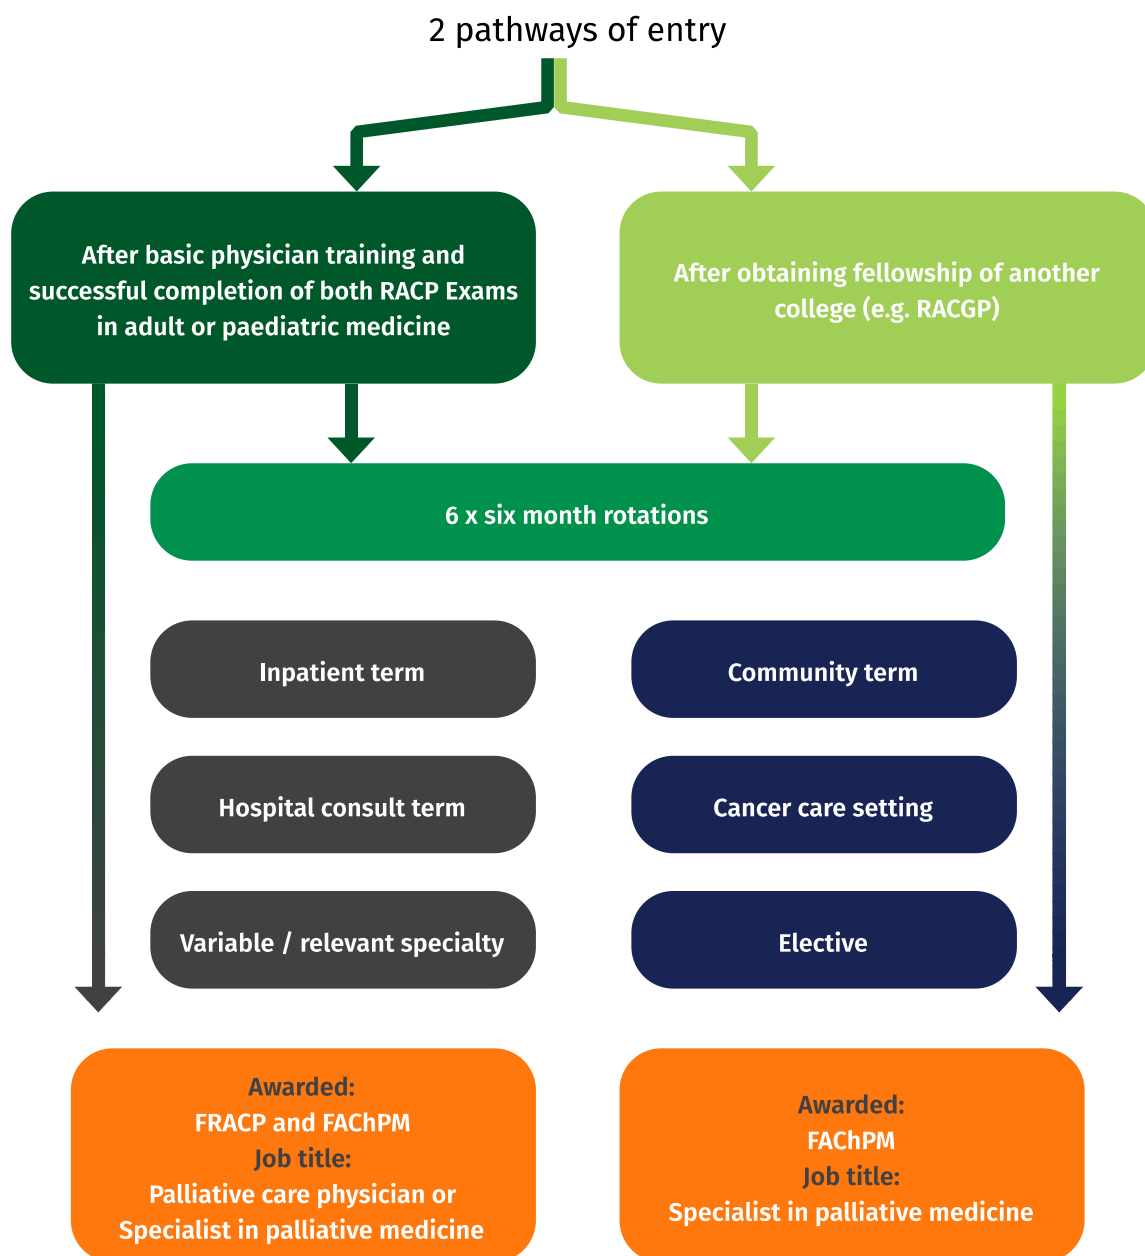 2 pathways of entry
After basic physician training and
successful completion of both RACP Exams
in adult or paediatric medicine
After obtaining fellowship of another
college (e.g. RACGP)
6 x six month rotations
Inpatient term
Community term
Hospital consult term
Cancer care setting
Variable / relevant specialty
Elective
Awarded:
FRACP and FAChPM
Job title:
Palliative care physician or
Specialist in palliative medicine
Awarded:
FAChPM
Job title:
Specialist in palliative medicine